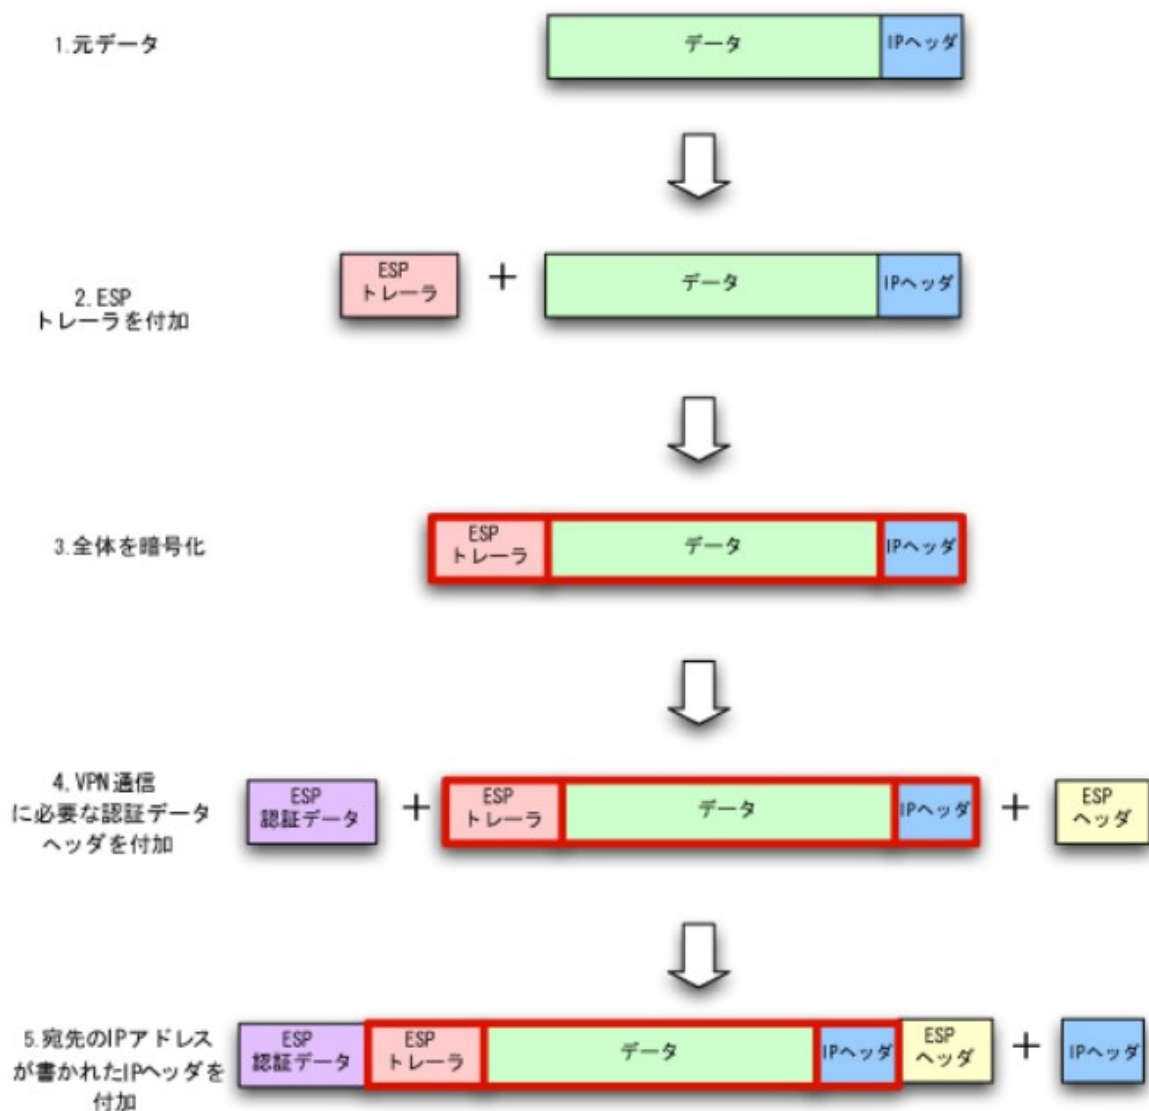 1.元データ
データ
IPヘッダ
2.ESP
トレーラを付加
ESP
トレーラ
+
データ
IPヘッダ
3.全体を暗号化
ESP
トレーラ
データ
IPヘッダ
4.VPN通信
に必要な認証データ
ヘッダを付加
ESP
認証データ
+
ESP
トレーラ
データ
IPヘッダ
+
ESP
ヘッダ
5.宛先のIPアドレス
が書かれたIPヘッダを
付加
ESP
認証データ
ESP
トレーラ
データ
IPヘッダ
ESP
ヘッダ
+
IPヘッダ